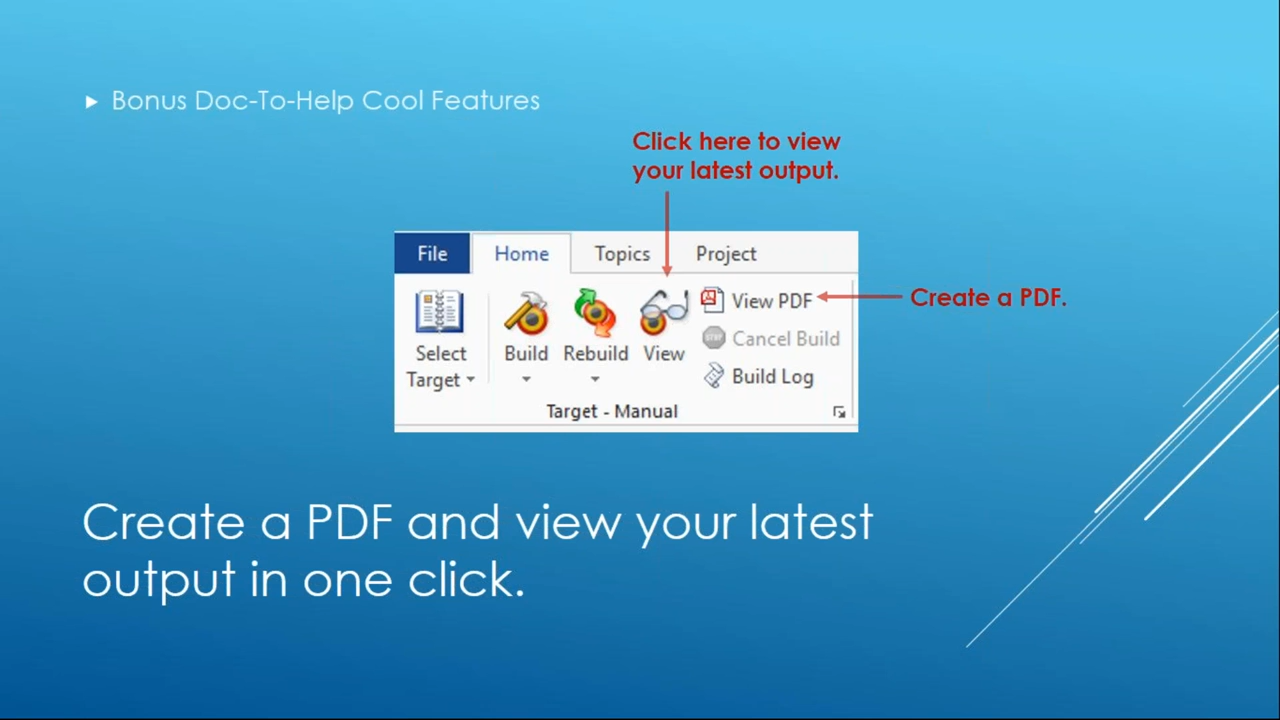 Bonus Doc-To-Help Cool Features
Click here to view
your latest output.
File Home Topics Project
View PDF
Create a PDF.
Cancel Build
STOP
Select
Target
Build Rebuild View
Build Log
Target - Manual
Create a PDF and view your latest
output in one click.